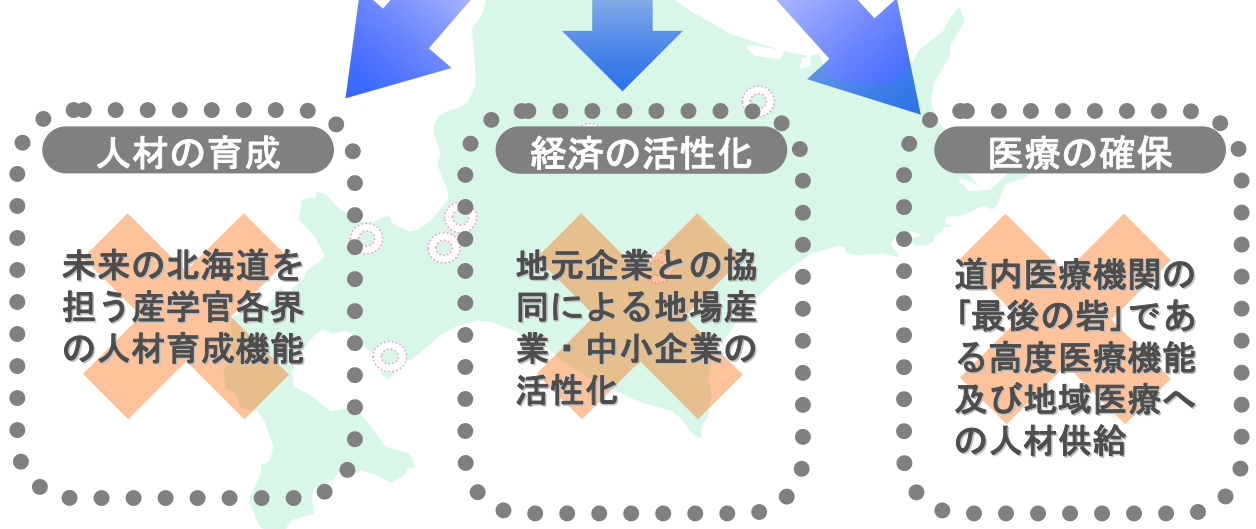 人材の育成
未来の北海道を
担う産学官各界
の人材育成機能
経済の活性化
地元企業との協
同による地場産
業・中小企業の
活性化
医療の確保
道内医療機関の
「最後の砦」であ
る高度医療機能
及び地域医療へ
の人材供給